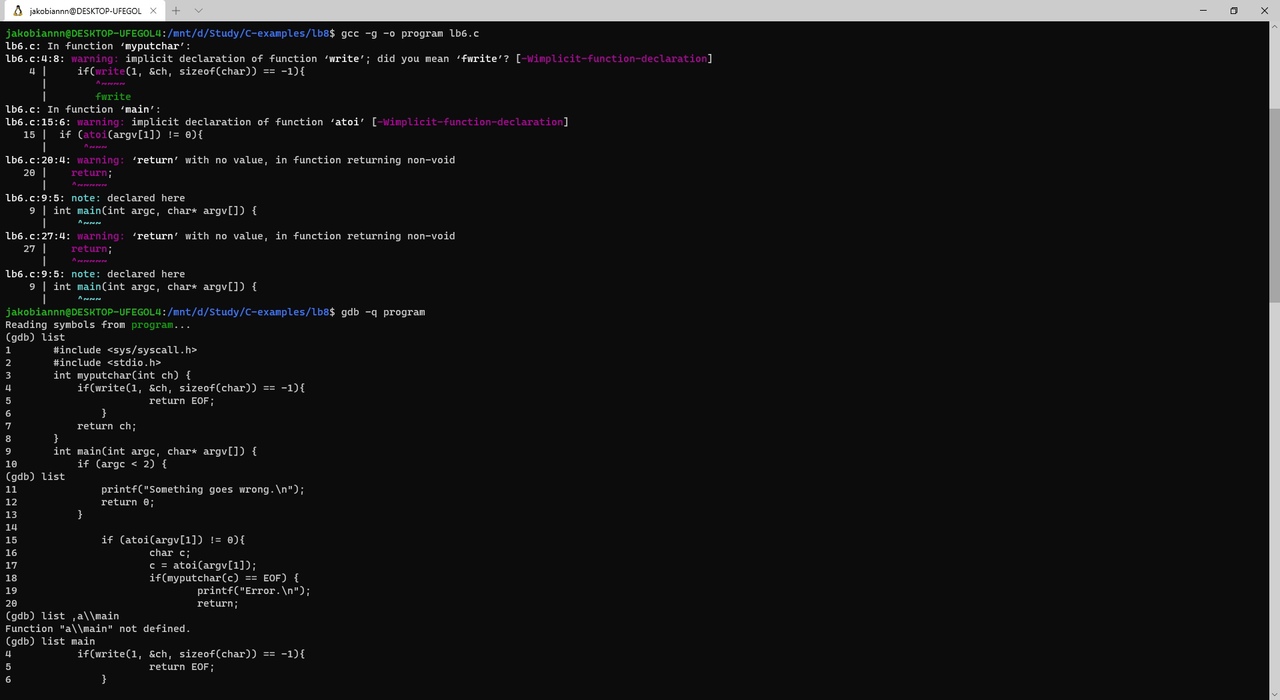 jakobiannn@DESKTOP-UFEGOL4
jakobiannn@DESKTOP-UFEGOL4:/mnt/d/Study/C-examples/lb8$ gcc -g -o program lb6.c
lb6.c: In function ‘myputchar’:
lb6.c:4:8: warning: implicit declaration of function ‘write’; did you mean ‘fwrite’? [-Wimplicit-function-declaration]
    4 |     if(write(1, &ch, sizeof(char)) == -1){
      |        ^~~~~
      |        fwrite
lb6.c: In function ‘main’:
lb6.c:15:6: warning: implicit declaration of function ‘atoi’ [-Wimplicit-function-declaration]
   15 |  if (atoi(argv[1]) != 0){
      |      ^~~~
lb6.c:20:4: warning: ‘return’ with no value, in function returning non-void
   20 |    return;
      |    ^~~~~~
lb6.c:9:5: note: declared here
    9 | int main(int argc, char* argv[]) {
      |     ^~~~
lb6.c:27:4: warning: ‘return’ with no value, in function returning non-void
   27 |    return;
      |    ^~~~~~
lb6.c:9:5: note: declared here
    9 | int main(int argc, char* argv[]) {
      |     ^~~~
jakobiannn@DESKTOP-UFEGOL4:/mnt/d/Study/C-examples/lb8$ gdb -q program
Reading symbols from program...
(gdb) list
1       #include <sys/syscall.h>
2       #include <stdio.h>
3       int myputchar(int ch) {
4           if(write(1, &ch, sizeof(char)) == -1){
5                       return EOF;
6               }
7           return ch;
8       }
9       int main(int argc, char* argv[]) {
10          if (argc < 2) {
(gdb) list
11              printf("Something goes wrong.\n");
12              return 0;
13          }
14
15              if (atoi(argv[1]) != 0){
16                      char c;
17                      c = atoi(argv[1]);
18                      if(myputchar(c) == EOF) {
19                              printf("Error.\n");
20                              return;
(gdb) list ,a\\main
Function "a\\main" not defined.
(gdb) list main
4           if(write(1, &ch, sizeof(char)) == -1){
5                       return EOF;
6               }